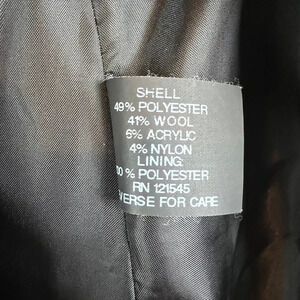 SHELL
49% POLYESTER
41% WOOL
6% ACRYLIC
4% NYLON
LINING:
00 % POLYESTER
RN 121545
VERSE FOR CARE